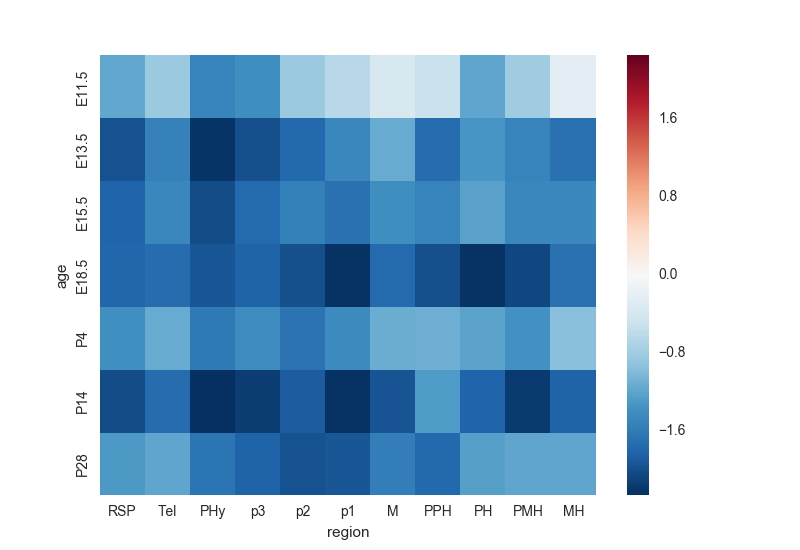 E11.5
E13.5
E15.5
E18.5
P4
P14
P28
age
RSP Tel PHy p3 p2 p1 M PPH PH PMH MH
region
1.6
0.8
0.0
−0.8
−1.6